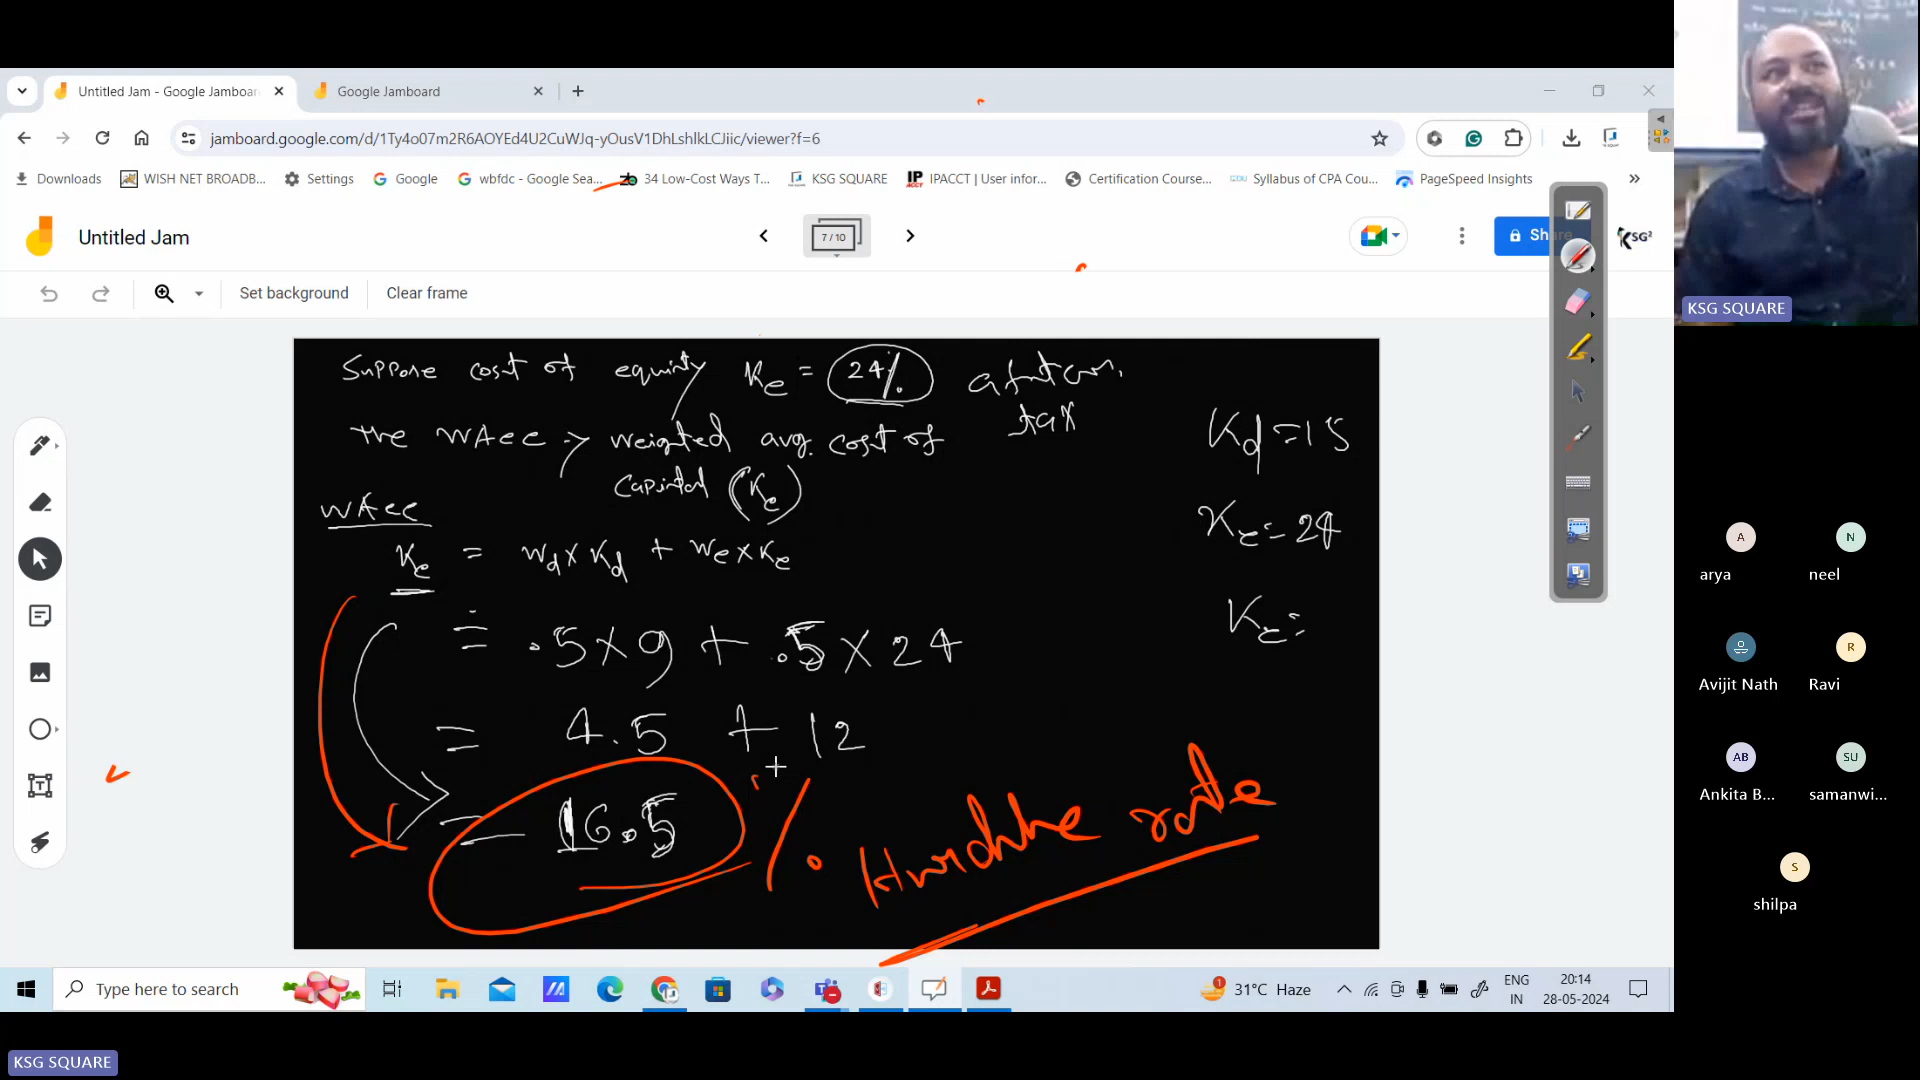 Untitled Jam - Google Jamboar
Google Jamboard
jamboard.google.com/d/1Ty4o07m2R6AOYEd4U2CuWJq-yOusV1DhLshlkLCJiic/viewer?f=6
Downloads WISH NET BROADB... Settings Google wbfdc - Google Sea... 34 Low-Cost Ways T... KSG SQUARE IPACCT | User infor... Certification Course... Syllabus of CPA Cou... PageSpeed Insights
Untitled Jam
7 / 10
Share
KSG²
Set background Clear frame
KSG SQUARE
Suppose cost of equity Ke = 24%
tax
the WAcc weighted avg. cost of
capital (Kc)
Kd = 15
WAcc
Ke = 24
Kc = Wd x Kd + We x Ke
Kc =
= .5 x 9 + .5 x 24
= 4.5 + 12
= 16.5 % Hurdle rate
A N
arya neel
R
Avijit Nath Ravi
AB SU
Ankita B... samanwi...
S
shilpa
Type here to search
31°C Haze
ENG
IN
20:14
28-05-2024
KSG SQUARE